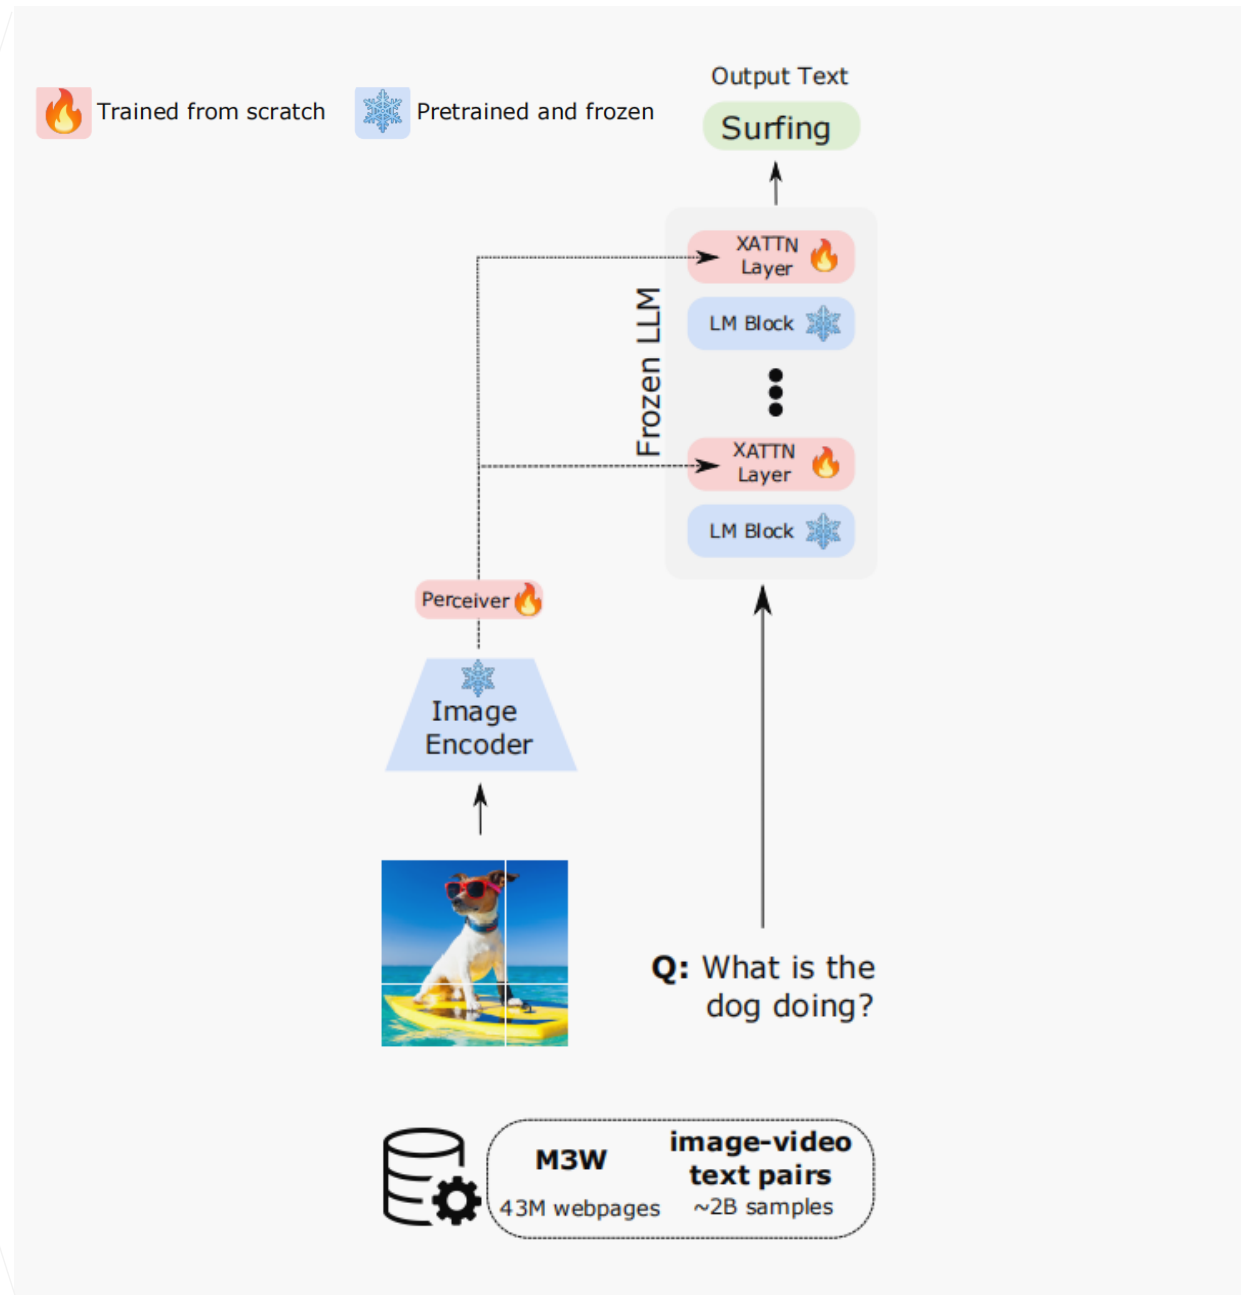 Output Text
Trained from scratch
Pretrained and frozen
Surfing
XATTN
Layer
LM Block
Frozen LLM
XATTN
Layer
LM Block
Perceiver
Image
Encoder
Q: What is the
dog doing?
M3W
43M webpages
image-video
text pairs
~2B samples